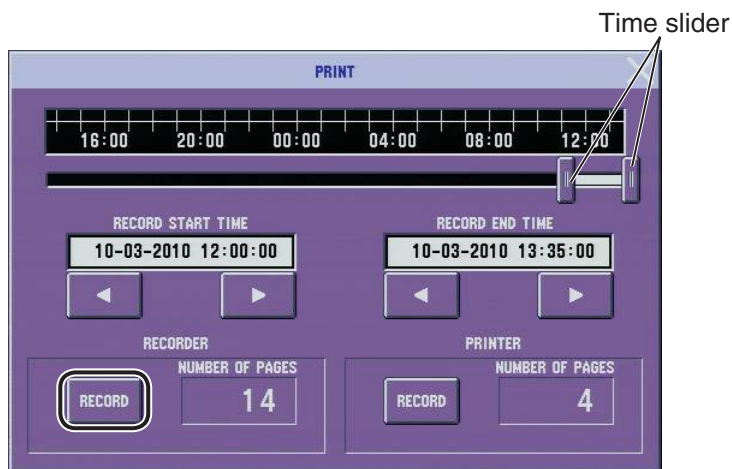 Time slider
PRINT
16:00 20:00 00:00 04:00 08:00 12:00
RECORD START TIME
10-03-2010 12:00:00
RECORD END TIME
10-03-2010 13:35:00
RECORDER
NUMBER OF PAGES
RECORD
14
PRINTER
NUMBER OF PAGES
RECORD
4